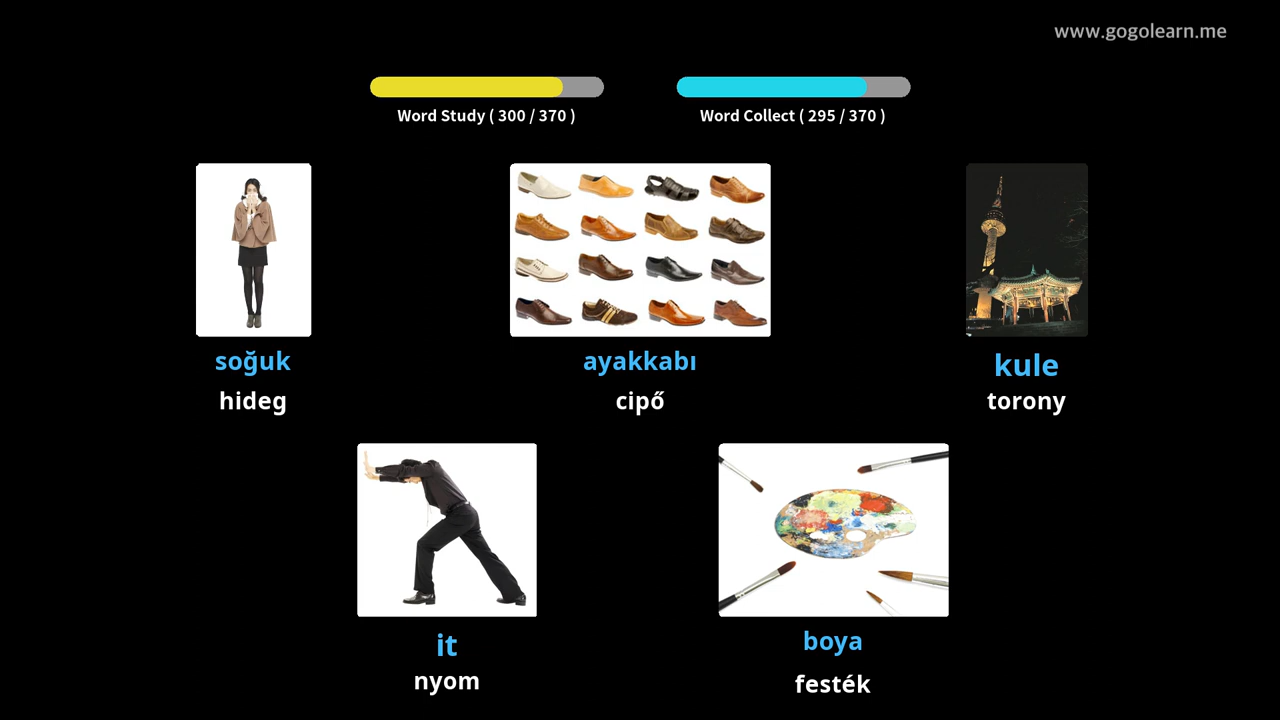 www.gogolearn.me
Word Study ( 300 / 370 )
Word Collect ( 295 / 370 )
soğuk
hideg
ayakkabı
cipő
kule
torony
it
nyom
boya
festék